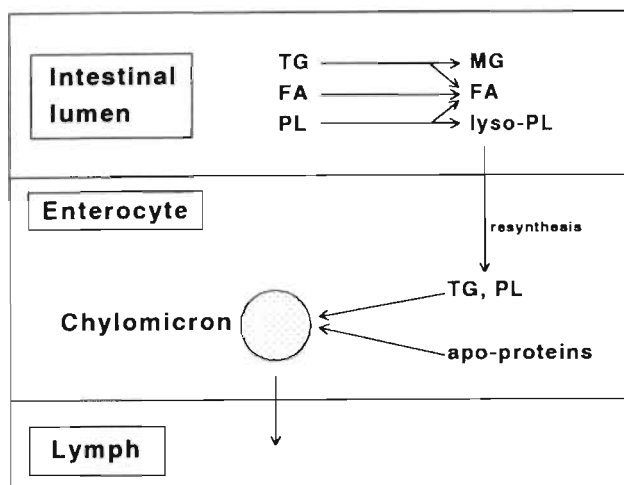 Intestinal
lumen
TG
MG
FA
FA
PL
lyso-PL
Enterocyte
resynthesis
TG, PL
Chylomicron
apo-proteins
Lymph